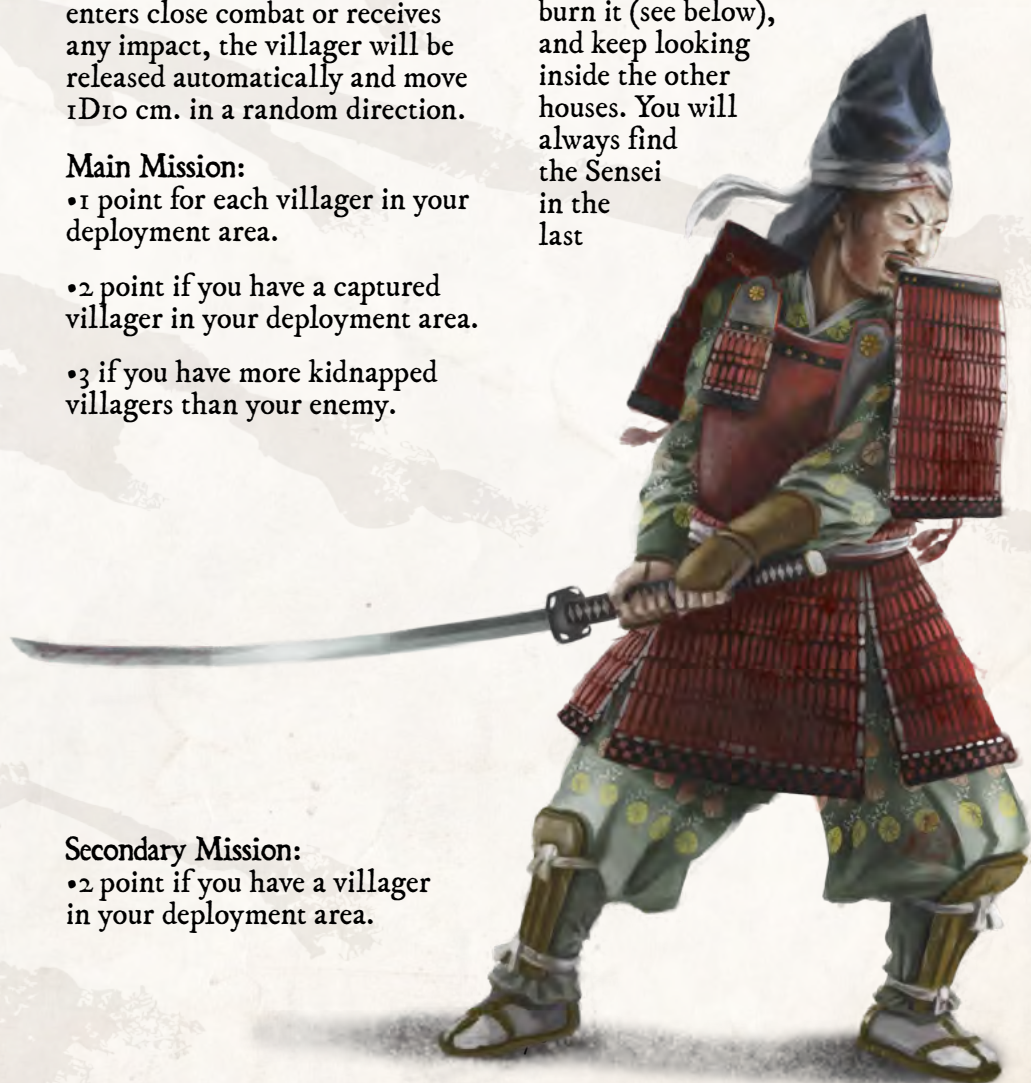 enters close combat or receives
any impact, the villager will be
released automatically and move
1D10 cm. in a random direction.
Main Mission:
•1 point for each villager in your
deployment area.
•2 point if you have a captured
villager in your deployment area.
•3 if you have more kidnapped
villagers than your enemy.
Secondary Mission:
•2 point if you have a villager
in your deployment area.
burn it (see below),
and keep looking
inside the other
houses. You will
always find
the Sensei
in the
last